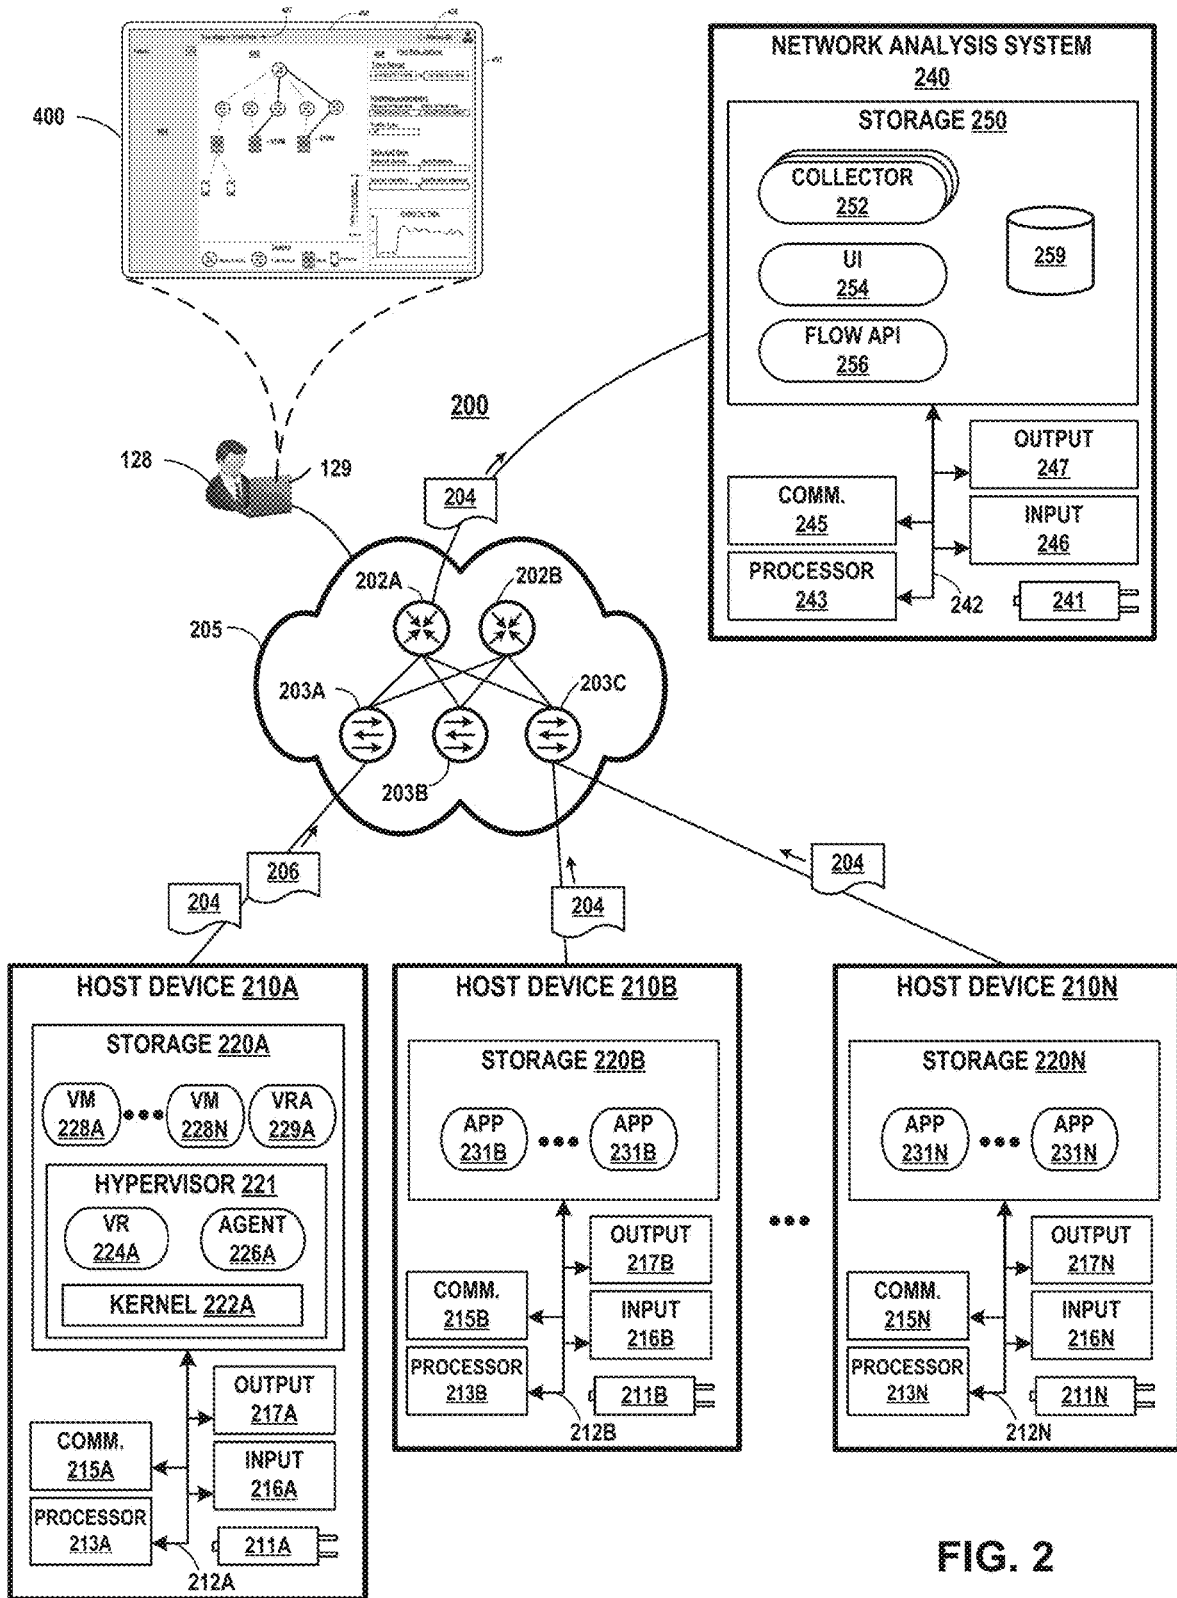 400
NETWORK ANALYSIS SYSTEM
240
STORAGE 250
COLLECTOR
252
UI
254
FLOW API
256
259
OUTPUT
247
COMM.
245
INPUT
246
PROCESSOR
243
242
241
200
128
129
204
202A
202B
205
203A
203C
203B
206
204
204
204
HOST DEVICE 210A
STORAGE 220A
VM
228A
VM
228N
VRA
229A
HYPERVISOR 221
VR
224A
AGENT
226A
KERNEL 222A
OUTPUT
217A
COMM.
215A
INPUT
216A
PROCESSOR
213A
211A
212A
HOST DEVICE 210B
STORAGE 220B
APP
231B
APP
231B
OUTPUT
217B
COMM.
215B
INPUT
216B
PROCESSOR
213B
211B
212B
HOST DEVICE 210N
STORAGE 220N
APP
231N
APP
231N
OUTPUT
217N
COMM.
215N
INPUT
216N
PROCESSOR
213N
211N
212N
FIG. 2